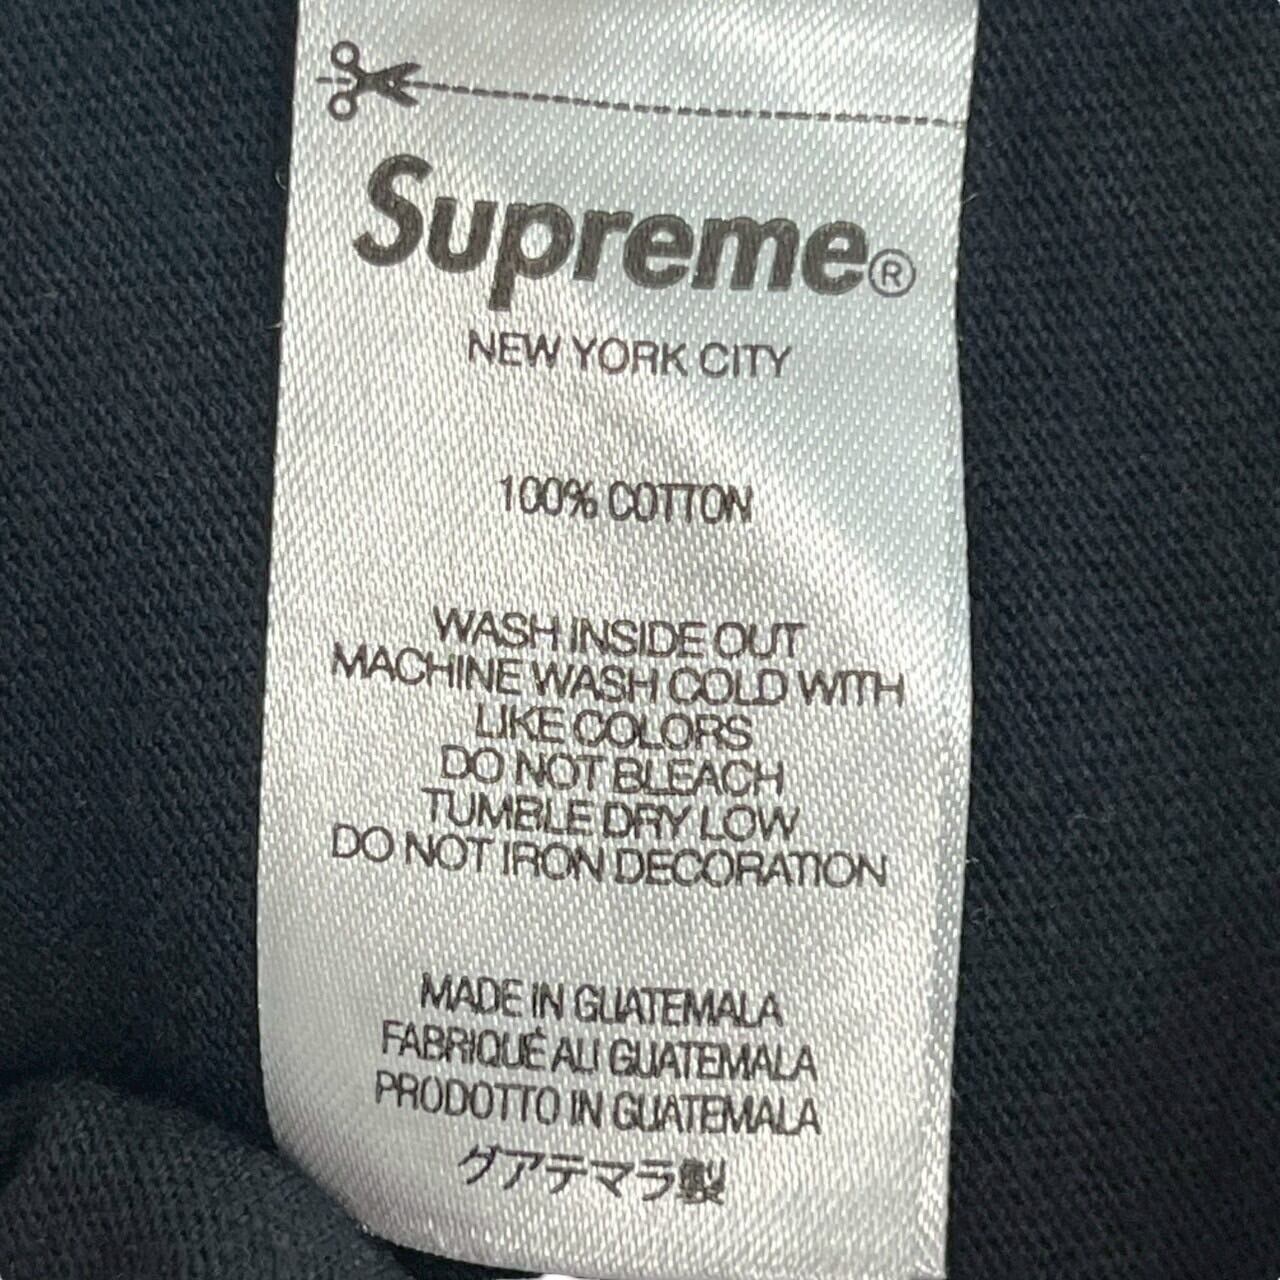 Supreme®
NEW YORK CITY
100% COTTON
WASH INSIDE OUT
MACHINE WASH COLD WITH
LIKE COLORS
DO NOT BLEACH
TUMBLE DRY LOW
DO NOT IRON DECORATION
MADE IN GUATEMALA
FABRIQUÉ AU GUATEMALA
PRODOTTO IN GUATEMALA
グアテマラ製